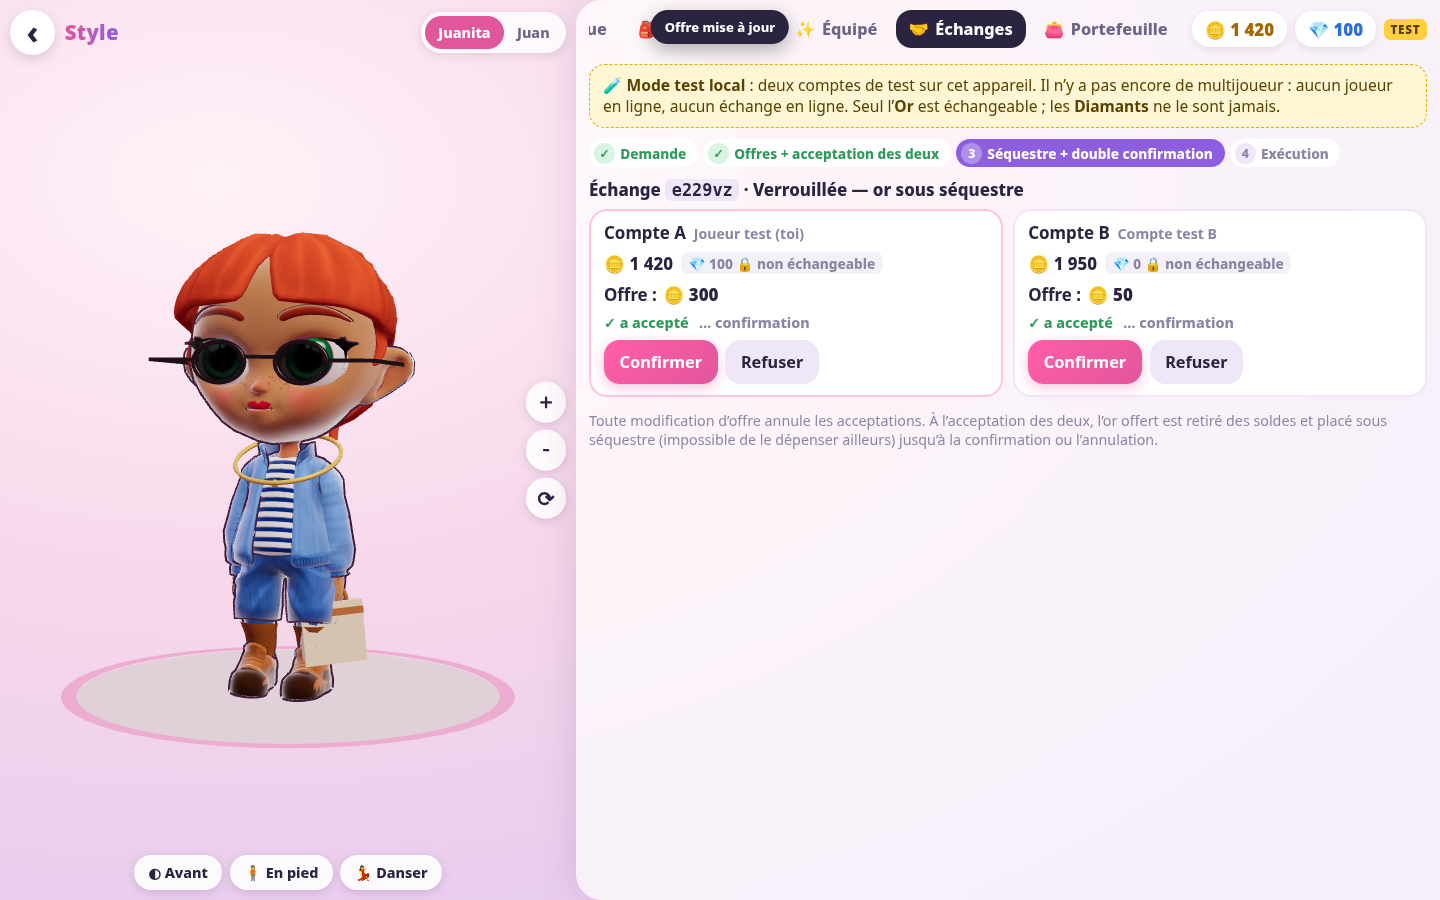 Style
Juanita Juan
ue Offre mise à jour Équipé Échanges Portefeuille 1 420 100 TEST
Mode test local : deux comptes de test sur cet appareil. Il n’y a pas encore de multijoueur : aucun joueur
en ligne, aucun échange en ligne. Seul l’Or est échangeable ; les Diamants ne le sont jamais.
✓ Demande ✓ Offres + acceptation des deux 3 Séquestre + double confirmation 4 Exécution
Échange e229vz · Verrouillée — or sous séquestre
Compte A Joueur test (toi)
1 420 100 non échangeable
Offre : 300
✓ a accepté … confirmation
Confirmer Refuser
Compte B Compte test B
1 950 0 non échangeable
Offre : 50
✓ a accepté … confirmation
Confirmer Refuser
Toute modification d’offre annule les acceptations. À l’acceptation des deux, l’or offert est retiré des soldes et placé sous
séquestre (impossible de le dépenser ailleurs) jusqu’à la confirmation ou l’annulation.
+
-
Avant En pied Danser